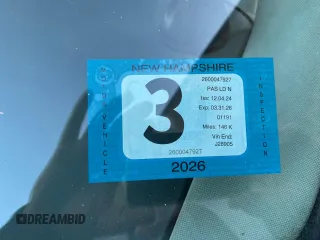 NEW HAMPSHIRE
2600047927
PAS LD N
Iss: 12.04.24
Exp: 03.31.26
01191
Miles: 146 K
Vin End:
J28905
3
2600047927
VEHICLE
INSPECTION
2026
DREAMBID